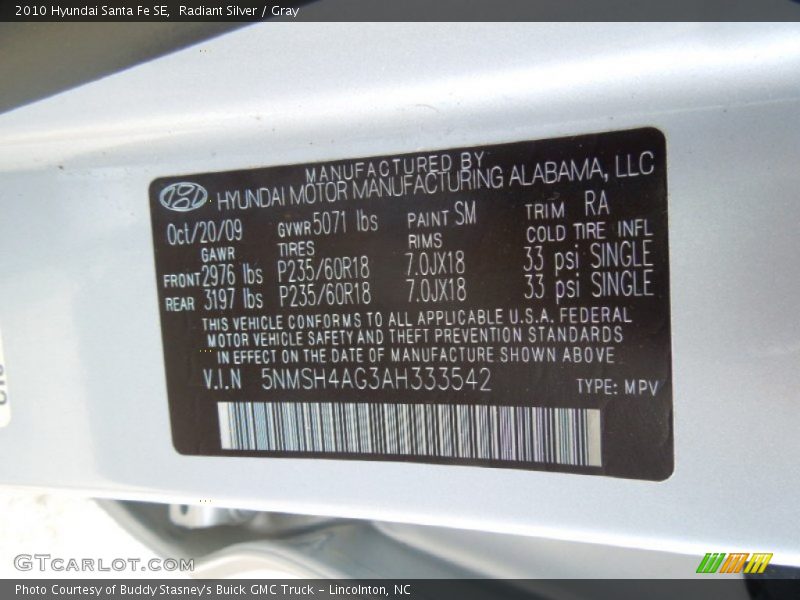 2010 Hyundai Santa Fe SE, Radiant Silver / Gray
MANUFACTURED BY
HYUNDAI MOTOR MANUFACTURING ALABAMA, LLC
Oct/20/09 GVWR 5071 lbs PAINT SM TRIM RA
GAWR TIRES RIMS COLD TIRE INFL
FRONT 2976 lbs P235/60R18 7.0JX18 33 psi SINGLE
REAR 3197 lbs P235/60R18 7.0JX18 33 psi SINGLE
THIS VEHICLE CONFORMS TO ALL APPLICABLE U.S.A. FEDERAL
MOTOR VEHICLE SAFETY AND THEFT PREVENTION STANDARDS
IN EFFECT ON THE DATE OF MANUFACTURE SHOWN ABOVE
V.I.N 5NMSH4AG3AH333542 TYPE: MPV
GTCARLOT.COM
Photo Courtesy of Buddy Stasney's Buick GMC Truck - Lincolnton, NC